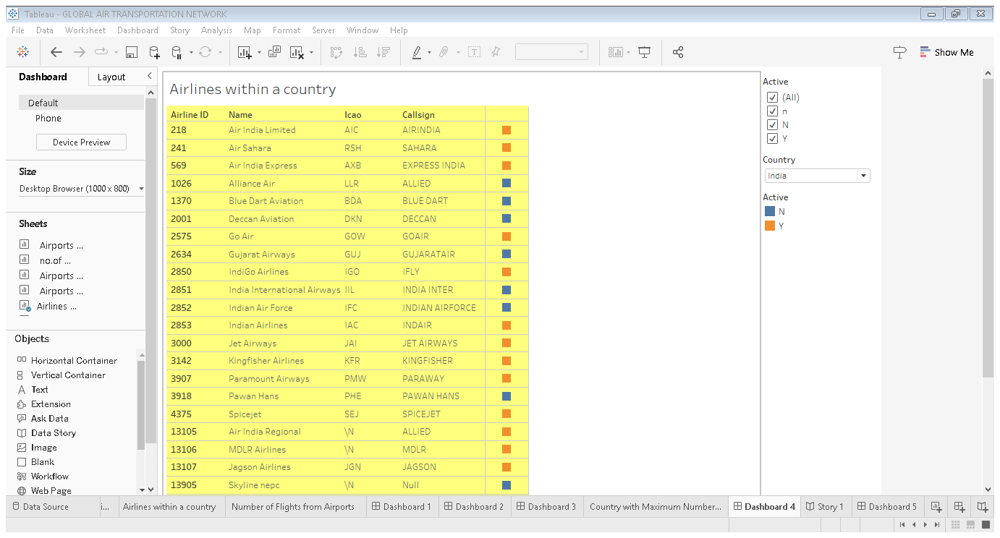 Tableau - GLOBAL AIR TRANSPORTATION NETWORK
File Data Worksheet Dashboard Story Analysis Map Format Server Window Help
Show Me
Dashboard Layout
Default
Phone
Device Preview
Size
Desktop Browser (1000 x 800)
Sheets
Airports ...
no.of ...
Airports ...
Airports ...
Airlines ...
Objects
Horizontal Container
Vertical Container
Text
Extension
Ask Data
Data Story
Image
Blank
Workflow
Web Page
Airlines within a country
Airline ID Name Icao Callsign
218 Air India Limited AIC AIRINDIA
241 Air Sahara RSH SAHARA
569 Air India Express AXB EXPRESS INDIA
1026 Alliance Air LLR ALLIED
1370 Blue Dart Aviation BDA BLUE DART
2001 Deccan Aviation DKN DECCAN
2575 Go Air GOW GOAIR
2634 Gujarat Airways GUJ GUJARATAIR
2850 IndiGo Airlines IGO IFLY
2851 India International Airways IIL INDIA INTER
2852 Indian Air Force IFC INDIAN AIRFORCE
2853 Indian Airlines IAC INDAIR
3000 Jet Airways JAI JET AIRWAYS
3142 Kingfisher Airlines KFR KINGFISHER
3907 Paramount Airways PMW PARAWAY
3918 Pawan Hans PHE PAWAN HANS
4375 Spicejet SEJ SPICEJET
13105 Air India Regional \N ALLIED
13106 MDLR Airlines \N MDLR
13107 Jagson Airlines JGN JAGSON
13905 Skyline nepc \N Null
Active
(All)
n
N
Y
Country
India
Active
N
Y
Data Source i... Airlines within a country Number of Flights from Airports Dashboard 1 Dashboard 2 Dashboard 3 Country with Maximum Number... Dashboard 4 Story 1 Dashboard 5